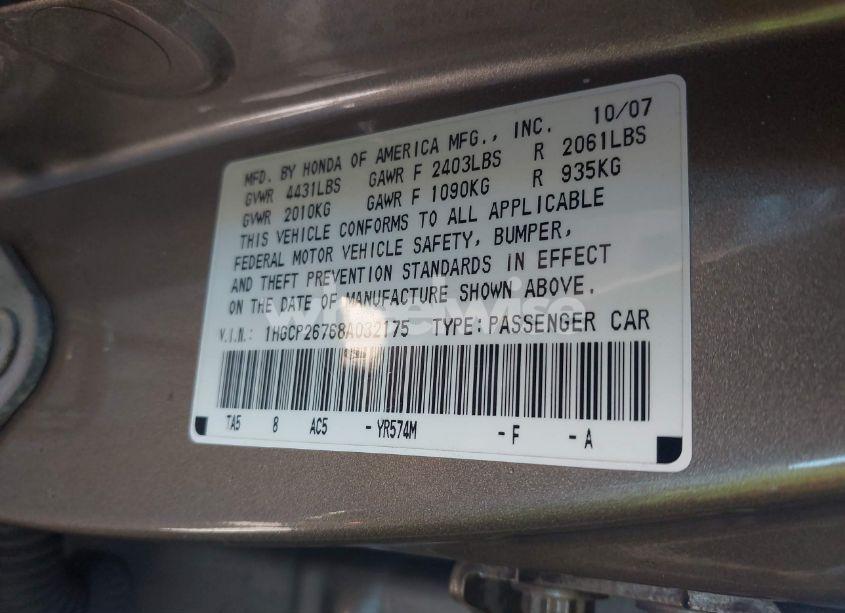 10/07
MFD. BY HONDA OF AMERICA MFG., INC.
GVWR 4431LBS GAWR F 2403LBS R 2061LBS
GVWR 2010KG GAWR F 1090KG R 935KG
THIS VEHICLE CONFORMS TO ALL APPLICABLE
FEDERAL MOTOR VEHICLE SAFETY, BUMPER,
AND THEFT PREVENTION STANDARDS IN EFFECT
ON THE DATE OF MANUFACTURE SHOWN ABOVE.
V.I.N.: 1HGCP26768A032175 TYPE:PASSENGER CAR
TA5 8 AC5 -YR574M -F -A